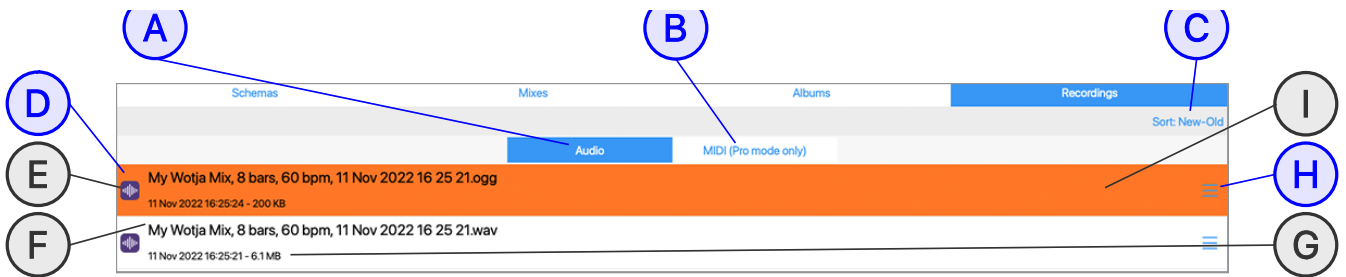 A
B
C
D
Schemas
Mixes
Albums
Recordings
I
Sort: New-Old
Audio
MIDI (Pro mode only)
E
My Wotja Mix, 8 bars, 60 bpm, 11 Nov 2022 16 25 21.ogg
H
11 Nov 2022 16:25:24 - 200 KB
F
My Wotja Mix, 8 bars, 60 bpm, 11 Nov 2022 16 25 21.wav
G
11 Nov 2022 16:25:21 - 6.1 MB